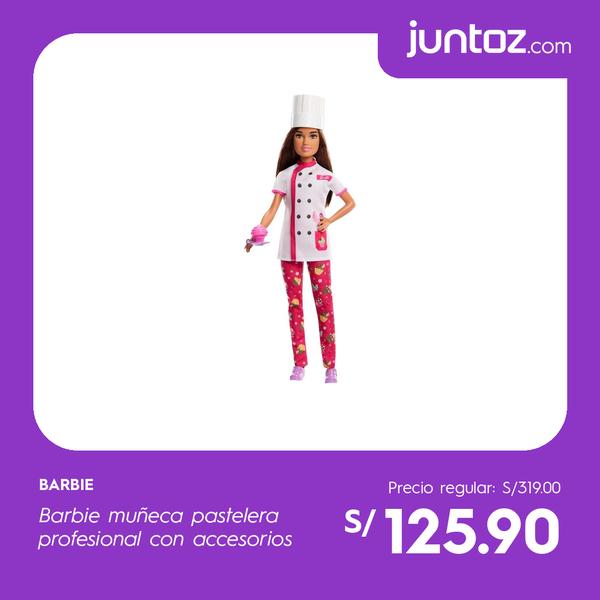 juntoz.com
BARBIE
Barbie muñeca pastelera
profesional con accesorios
Precio regular: S/319.00
S/125.90